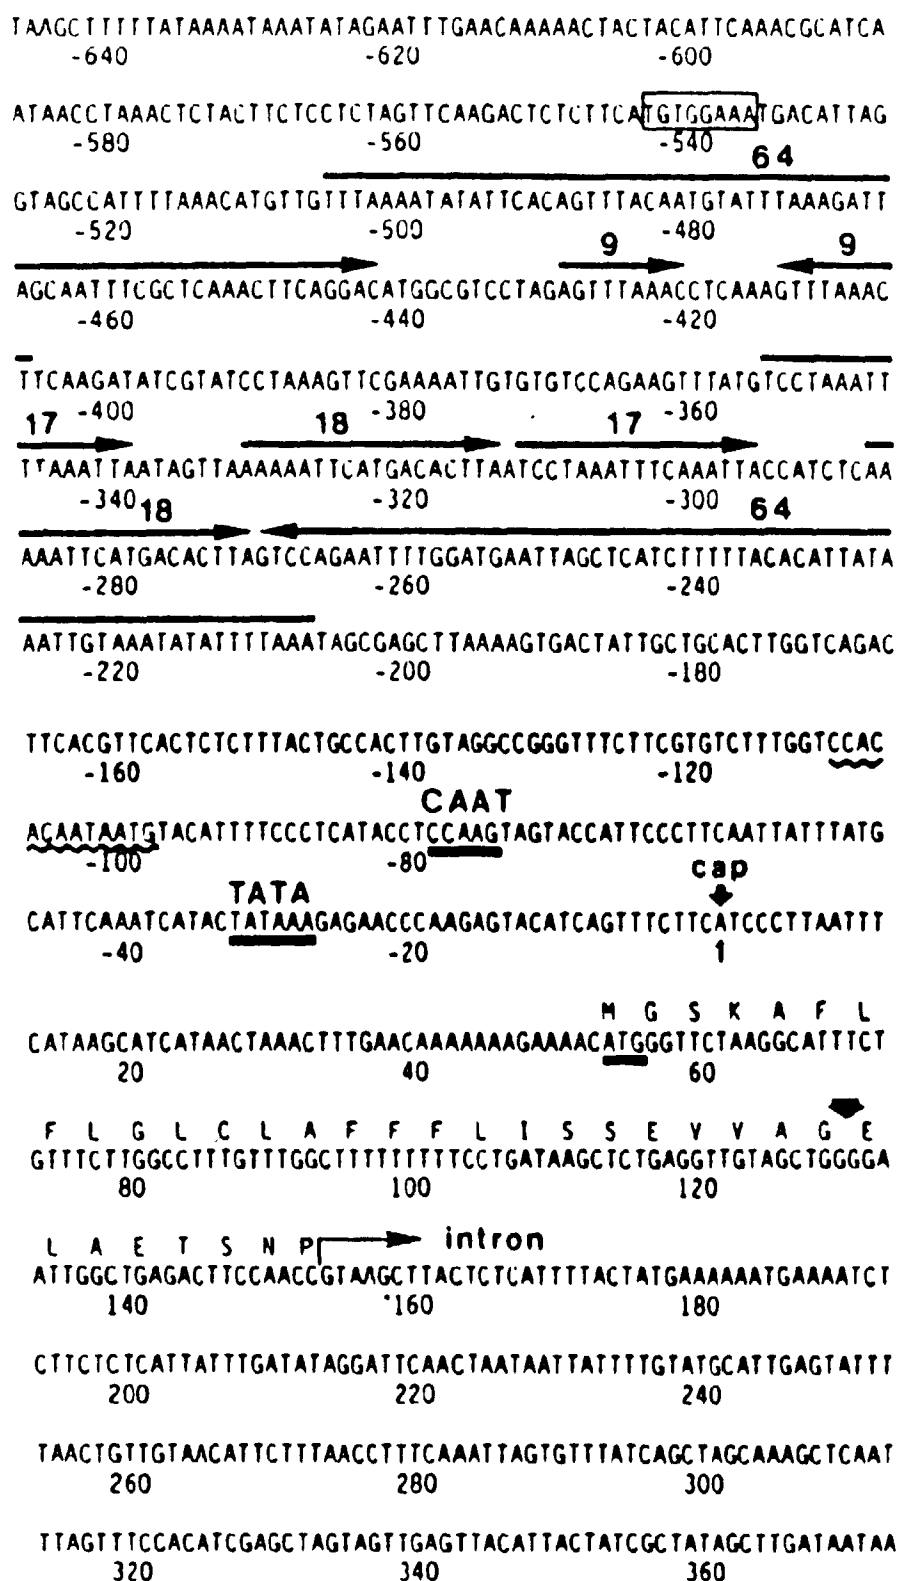 TAAGCTTTTTATAAAATAAATATAGAATTTGAACAAAAACTACTACATTCAAACGCATCA
-640 -620 -600
ATAACCTAAACTCTACTTCTCCTCTAGTTCAAGACTCTCTTCATGTGGAAATGACATTAG
-580 -560 -540
64
GTAGCCATTTTAAACATGTTGTTTAAAATATATTCACAGTTTACAATGTATTTAAAGATT
-520 -500 -480
9 9
AGCAATTTCGCTCAAACTTCAGGACATGGCGTCCTAGAGTTTAAACCTCAAAGTTTAAAC
-460 -440 -420
TTCAAGATATCGTATCCTAAAGTTCGAAAATTGTGTGTCCAGAAGTTTATGTCCTAAATT
-400 -380 -360
17 18 17
TTAAATTAATAGTTAAAAAATTCATGACACTTAATCCTAAATTTCAAATTACCATCTCAA
-340 -320 -300
18 64
AAATTCATGACACTTAGTCCAGAATTTTGGATGAATTAGCTCATCTTTTTACACATTATA
-280 -260 -240
AATTGTAAATATATTTTAAATAGCGAGCTTAAAAGTGACTATTGCTGCACTTGGTCAGAC
-220 -200 -180
TTCACGTTCACTCTCTTTACTGCCACTTGTAGGCCGGGTTTCTTCGTGTCTTTGGTCCAC
-160 -140 -120
CAAT
ACAATAATGTACATTTTCCCTCATACCTCCAAGTAGTACCATTCCCTTCAATTATTTATG
-100 -80 cap
TATA
CATTCAAATCATACTATAAAGAGAACCCAAGAGTACATCAGTTTCTTCATCCCTTAATTT
-40 -20 1
M G S K A F L
CATAAGCATCATAACTAAACTTTGAACAAAAAAAGAAAACATGGGTTCTAAGGCATTTCT
20 40 60
F L G L C L A F F F L I S S E V V A G E
GTTTCTTGGCCTTTGTTTGGCTTTTTTTTTCCTGATAAGCTCTGAGGTTGTAGCTGGGGA
80 100 120
L A E T S N P intron
ATTGGCTGAGACTTCCAACCGTAAGCTTACTCTCATTTTACTATGAAAAAATGAAAATCT
140 160 180
CTTCTCTCATTATTTGATATAGGATTCAACTAATAATTATTTTGTATGCATTGAGTATTT
200 220 240
TAACTGTTGTAACATTCTTTAACCTTTCAAATTAGTGTTTATCAGCTAGCAAAGCTCAAT
260 280 300
TTAGTTTCCACATCGAGCTAGTAGTTGAGTTACATTACTATCGCTATAGCTTGATAATAA
320 340 360